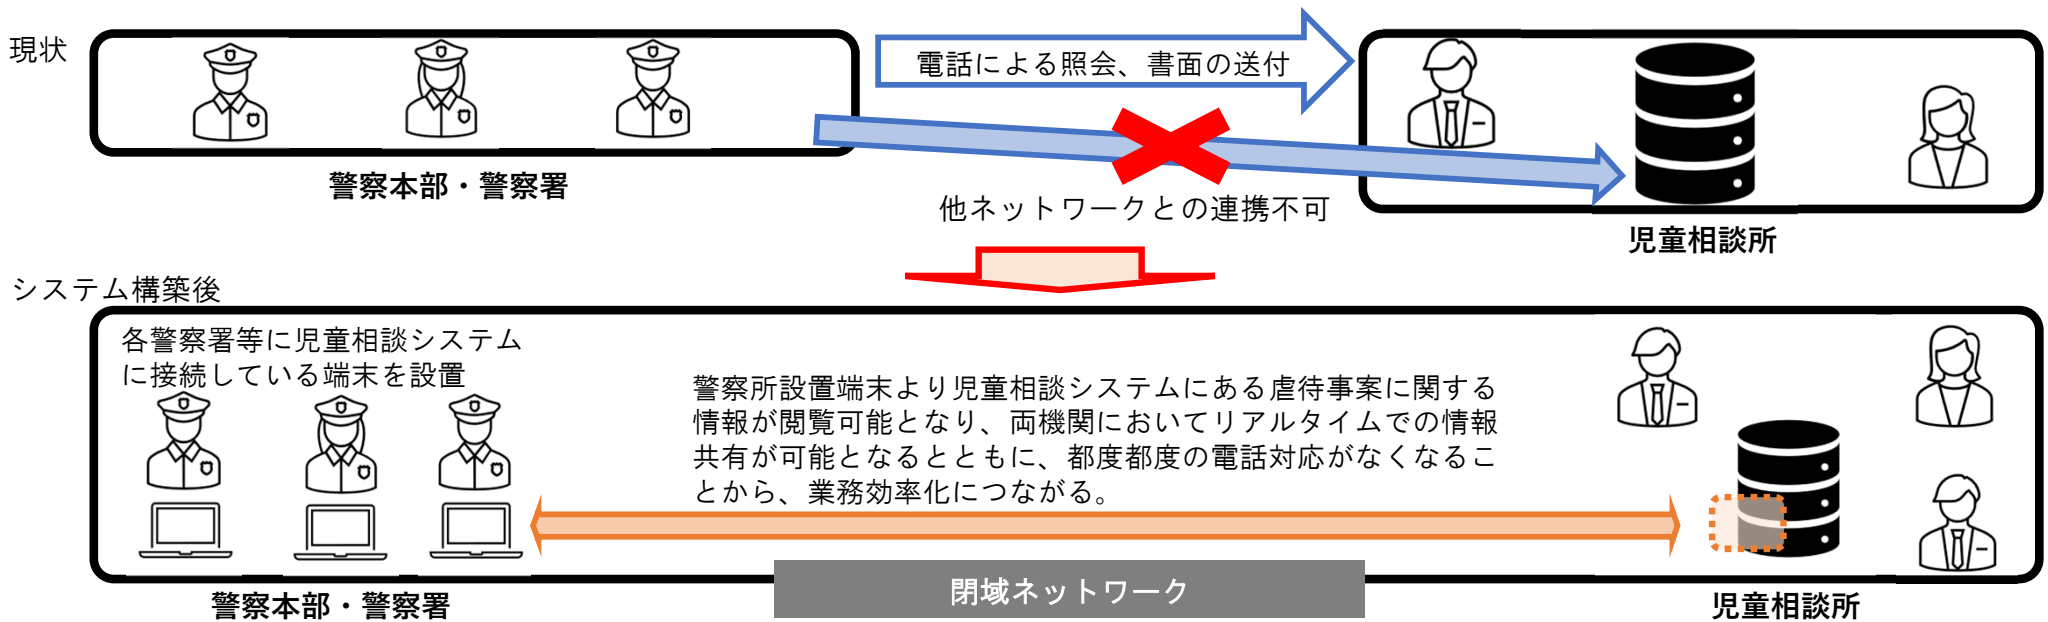 現状
電話による照会、書面の送付
警察本部・警察署
他ネットワークとの連携不可
児童相談所
システム構築後
各警察署等に児童相談システム
に接続している端末を設置
警察所設置端末より児童相談システムにある虐待事案に関する
情報が閲覧可能となり、両機関においてリアルタイムでの情報
共有が可能となるとともに、都度都度の電話対応がなくなるこ
とから、業務効率化につながる。
閉域ネットワーク
警察本部・警察署
児童相談所